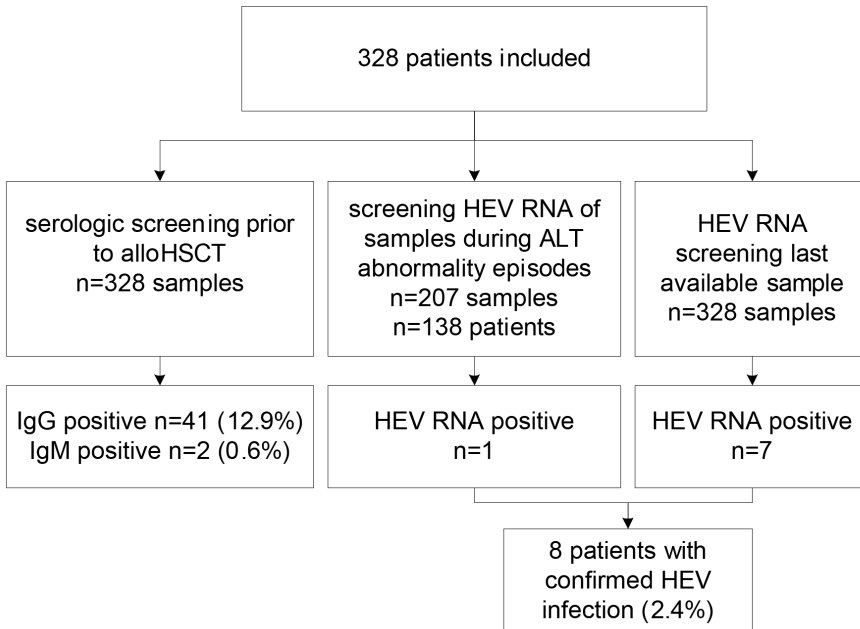 328 patients included
serologic screening prior
to alloHSCT
n=328 samples
screening HEV RNA of
samples during ALT
abnormality episodes
n=207 samples
n=138 patients
HEV RNA
screening last
available sample
n=328 samples
IgG positive n=41 (12.9%)
IgM positive n=2 (0.6%)
HEV RNA positive
n=1
HEV RNA positive
n=7
8 patients with
confirmed HEV
infection (2.4%)